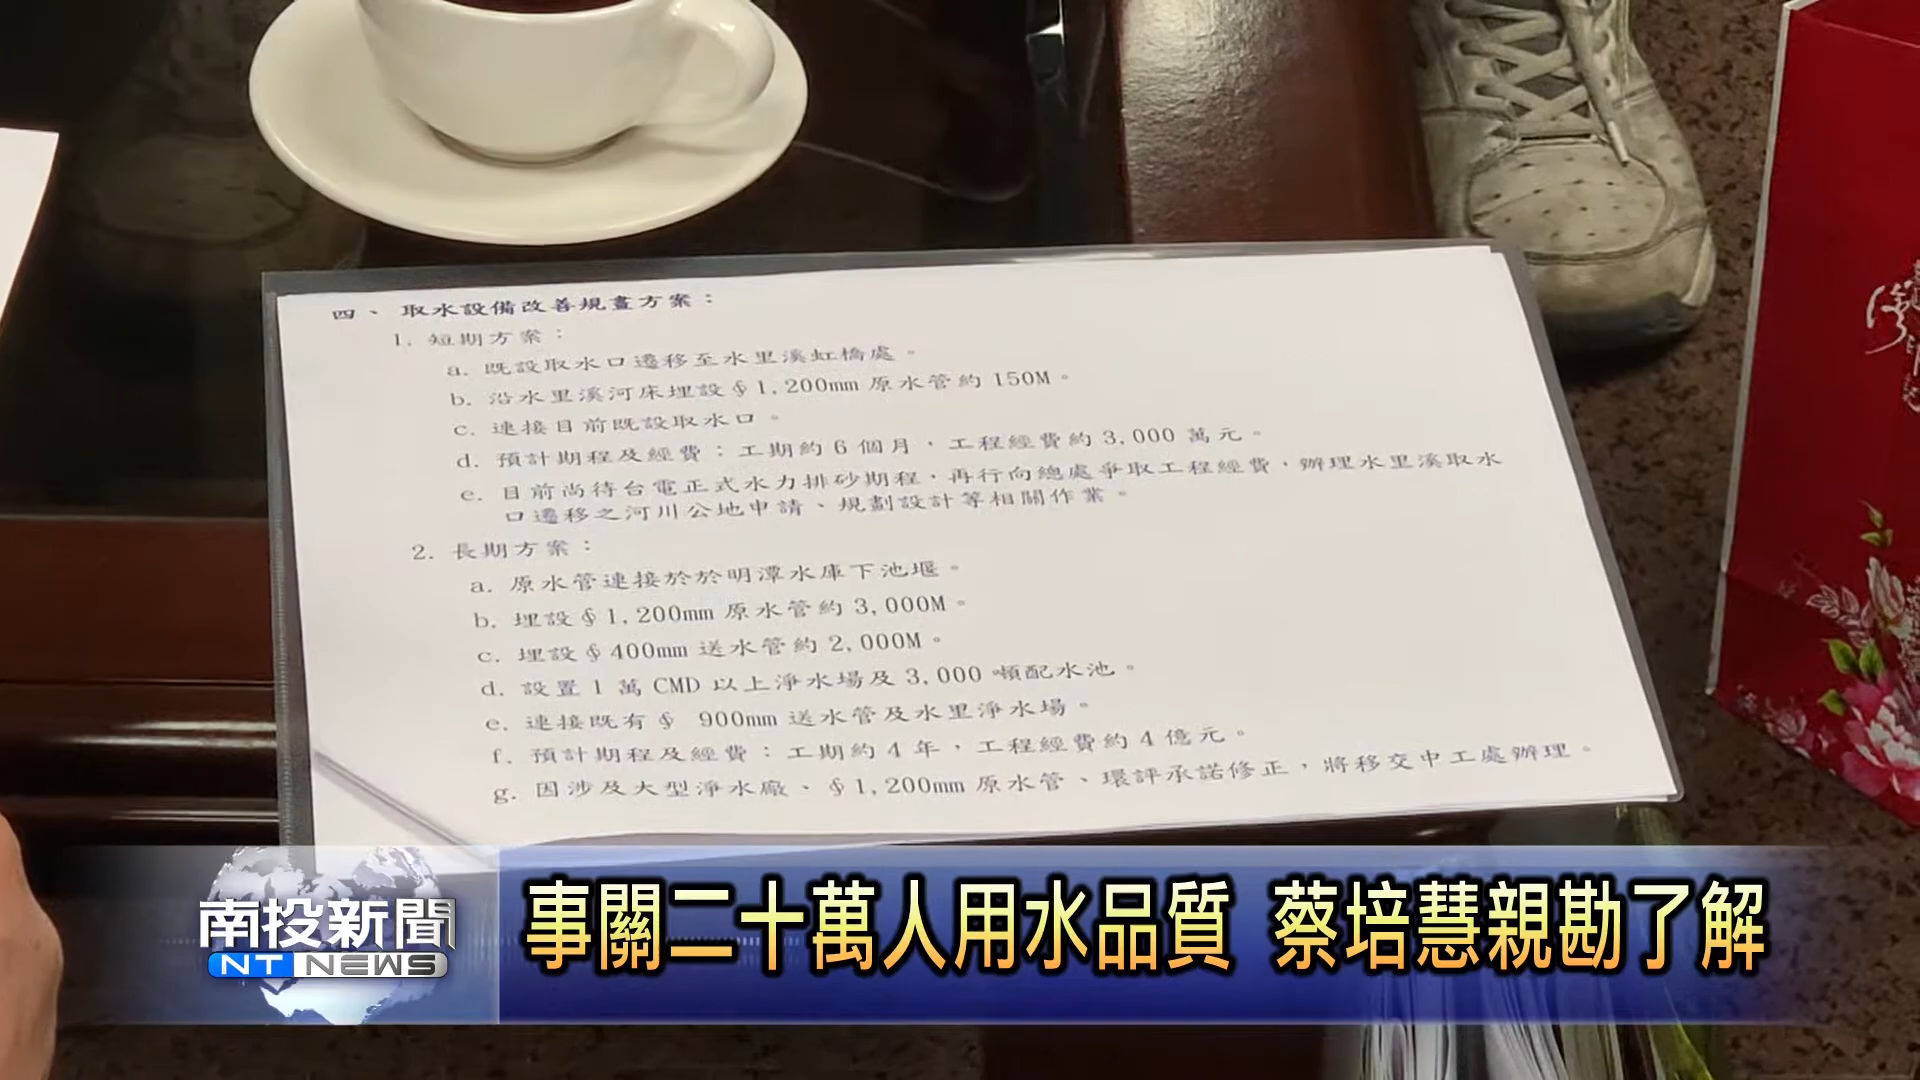 四、取水設備改善規畫方案：
1. 短期方案：
a. 既設取水口遷移至水里溪虹橋處。
b. 沿水里溪河床埋設∮1,200mm 原水管約 150M。
c. 連接目前既設取水口。
d. 預計期程及經費：工期約 6 個月，工程經費約 3,000 萬元。
e. 目前尚待台電正式水力排砂期程，再行向總處爭取工程經費，辦理水里溪取水
口遷移之河川公地申請、規劃設計等相關作業。
2. 長期方案：
a. 原水管連接於於明潭水庫下池堰。
b. 埋設∮1,200mm 原水管約 3,000M。
c. 埋設∮400mm 送水管約 2,000M。
d. 設置 1 萬 CMD 以上淨水場及 3,000 噸配水池。
e. 連接既有∮ 900mm 送水管及水里淨水場。
f. 預計期程及經費：工期約 4 年，工程經費約 4 億元。
g. 因涉及大型淨水廠、∮1,200mm 原水管、環評承諾修正，將移交中工處辦理。
南投新聞
NT NEWS
事關二十萬人用水品質 蔡培慧親勘了解